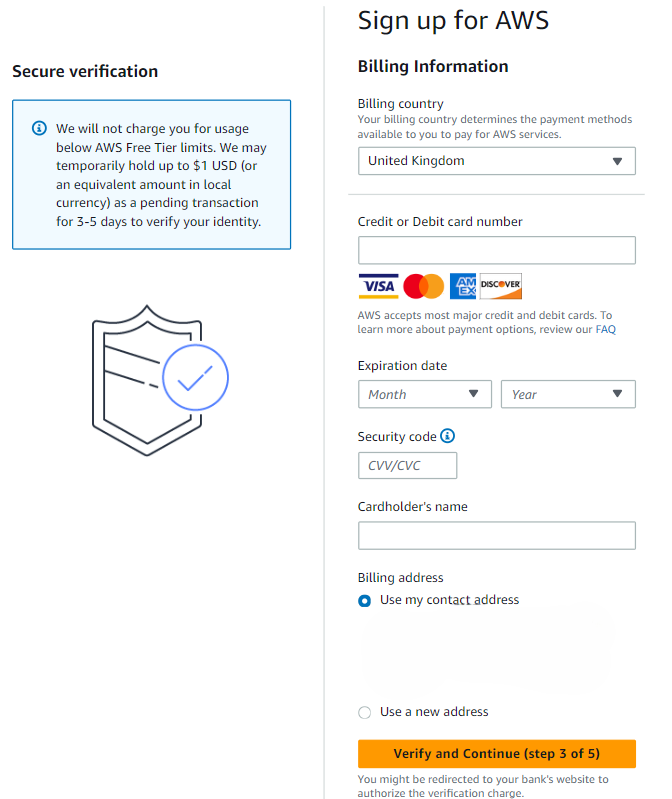 Secure verification
We will not charge you for usage
below AWS Free Tier limits. We may
temporarily hold up to $1 USD (or
an equivalent amount in local
currency) as a pending transaction
for 3-5 days to verify your identity.
Sign up for AWS
Billing Information
Billing country
Your billing country determines the payment methods
available to you to pay for AWS services.
United Kingdom
Credit or Debit card number
VISA AM EX DISCOVER
AWS accepts most major credit and debit cards. To
learn more about payment options, review our FAQ
Expiration date
Month Year
Security code
CVV/CVC
Cardholder's name
Billing address
Use my contact address
Use a new address
Verify and Continue (step 3 of 5)
You might be redirected to your bank's website to
authorize the verification charge.